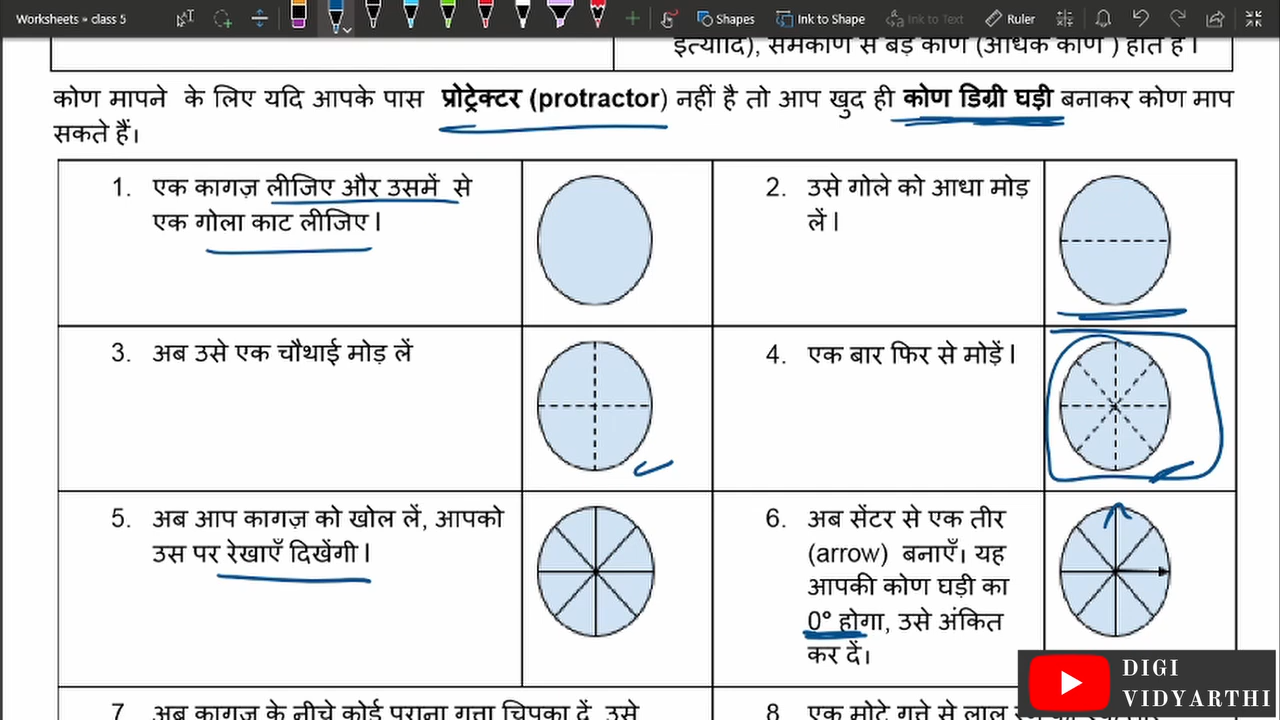 Worksheets » class 5
Shapes
Ink to Shape
Ink to Text
Ruler
इत्यादि), समकोण से बड़े कोण (अधिक कोण ) होते हैं।
कोण मापने के लिए यदि आपके पास प्रोट्रेक्टर (protractor) नहीं है तो आप खुद ही कोण डिग्री घड़ी बनाकर कोण माप
सकते हैं।
1. एक कागज़ लीजिए और उसमें से
एक गोला काट लीजिए।
2. उसे गोले को आधा मोड़
लें।
3. अब उसे एक चौथाई मोड़ लें
4. एक बार फिर से मोड़ें।
5. अब आप कागज़ को खोल लें, आपको
उस पर रेखाएँ दिखेंगी।
6. अब सेंटर से एक तीर
(arrow) बनाएँ। यह
आपकी कोण घड़ी का
0° होगा, उसे अंकित
कर दें।
7. अब कागज़ के नीचे कोई पुराना गत्ता चिपका दें, उसे
8. एक मोटे गत्ते से लाल
DIGI
VIDYARTHI